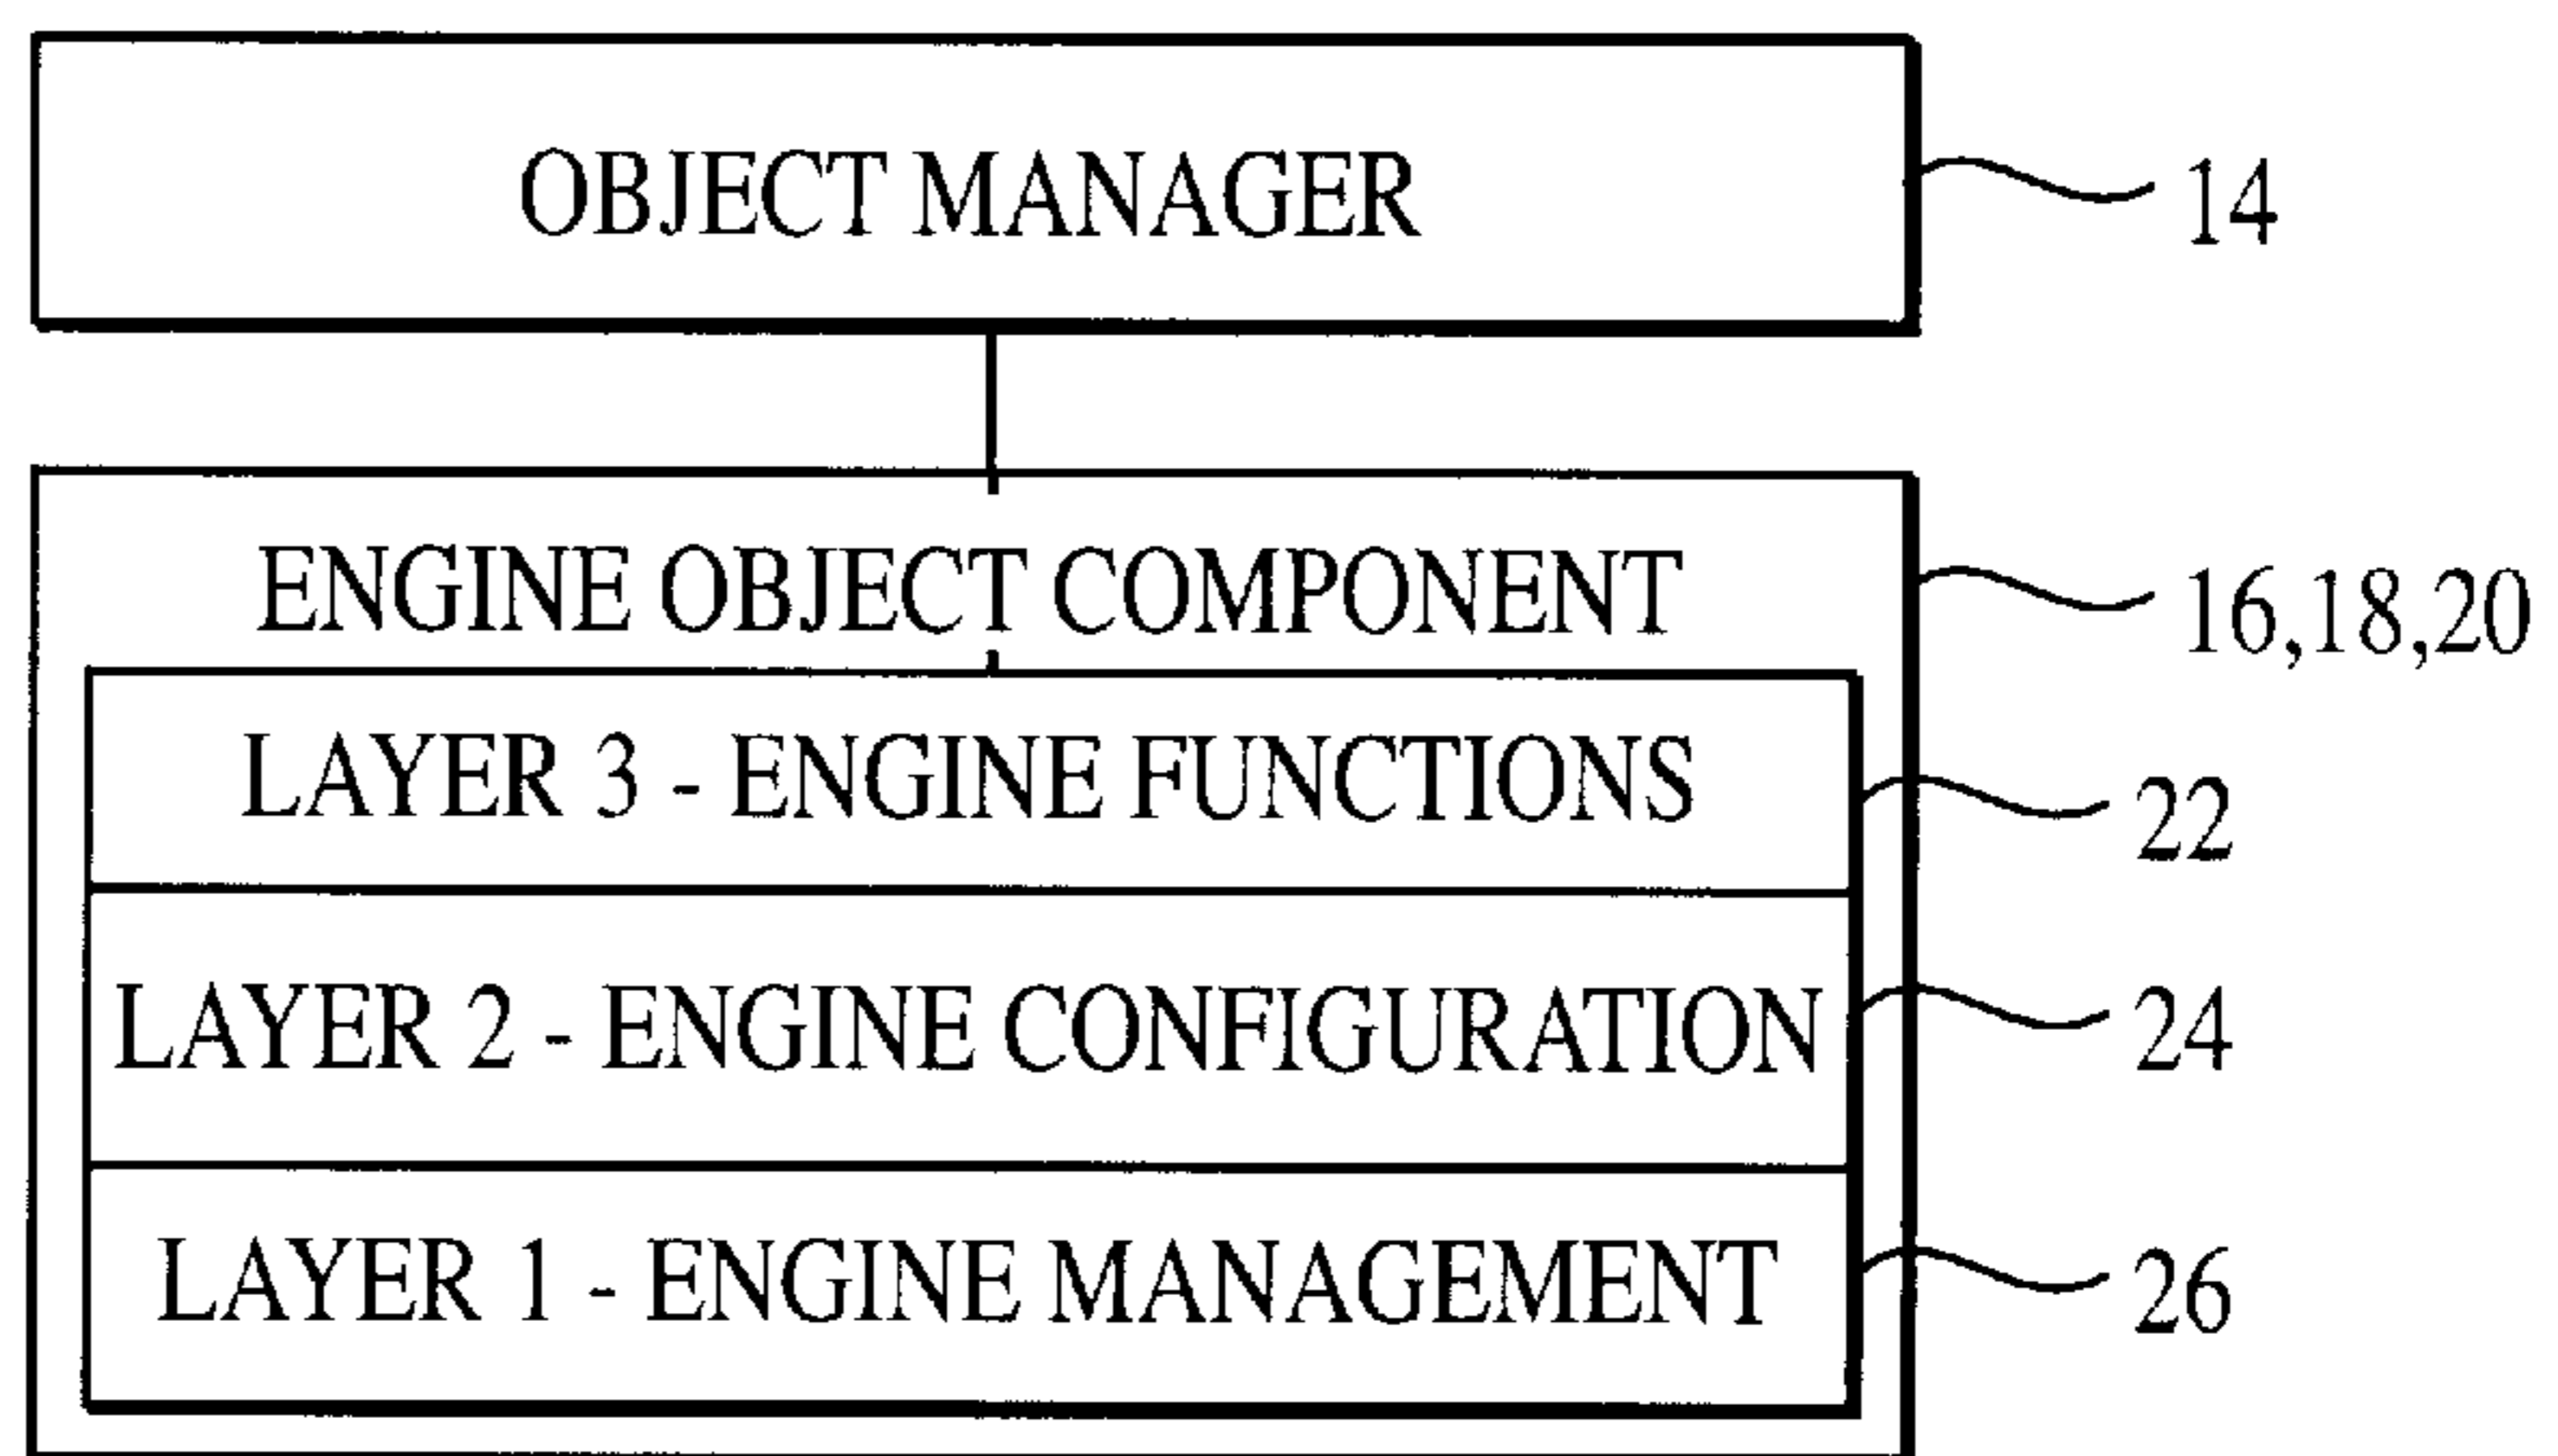 OBJECT MANAGER
14
ENGINE OBJECT COMPONENT
16,18,20
LAYER 3 - ENGINE FUNCTIONS
22
LAYER 2 - ENGINE CONFIGURATION
24
LAYER 1 - ENGINE MANAGEMENT
26